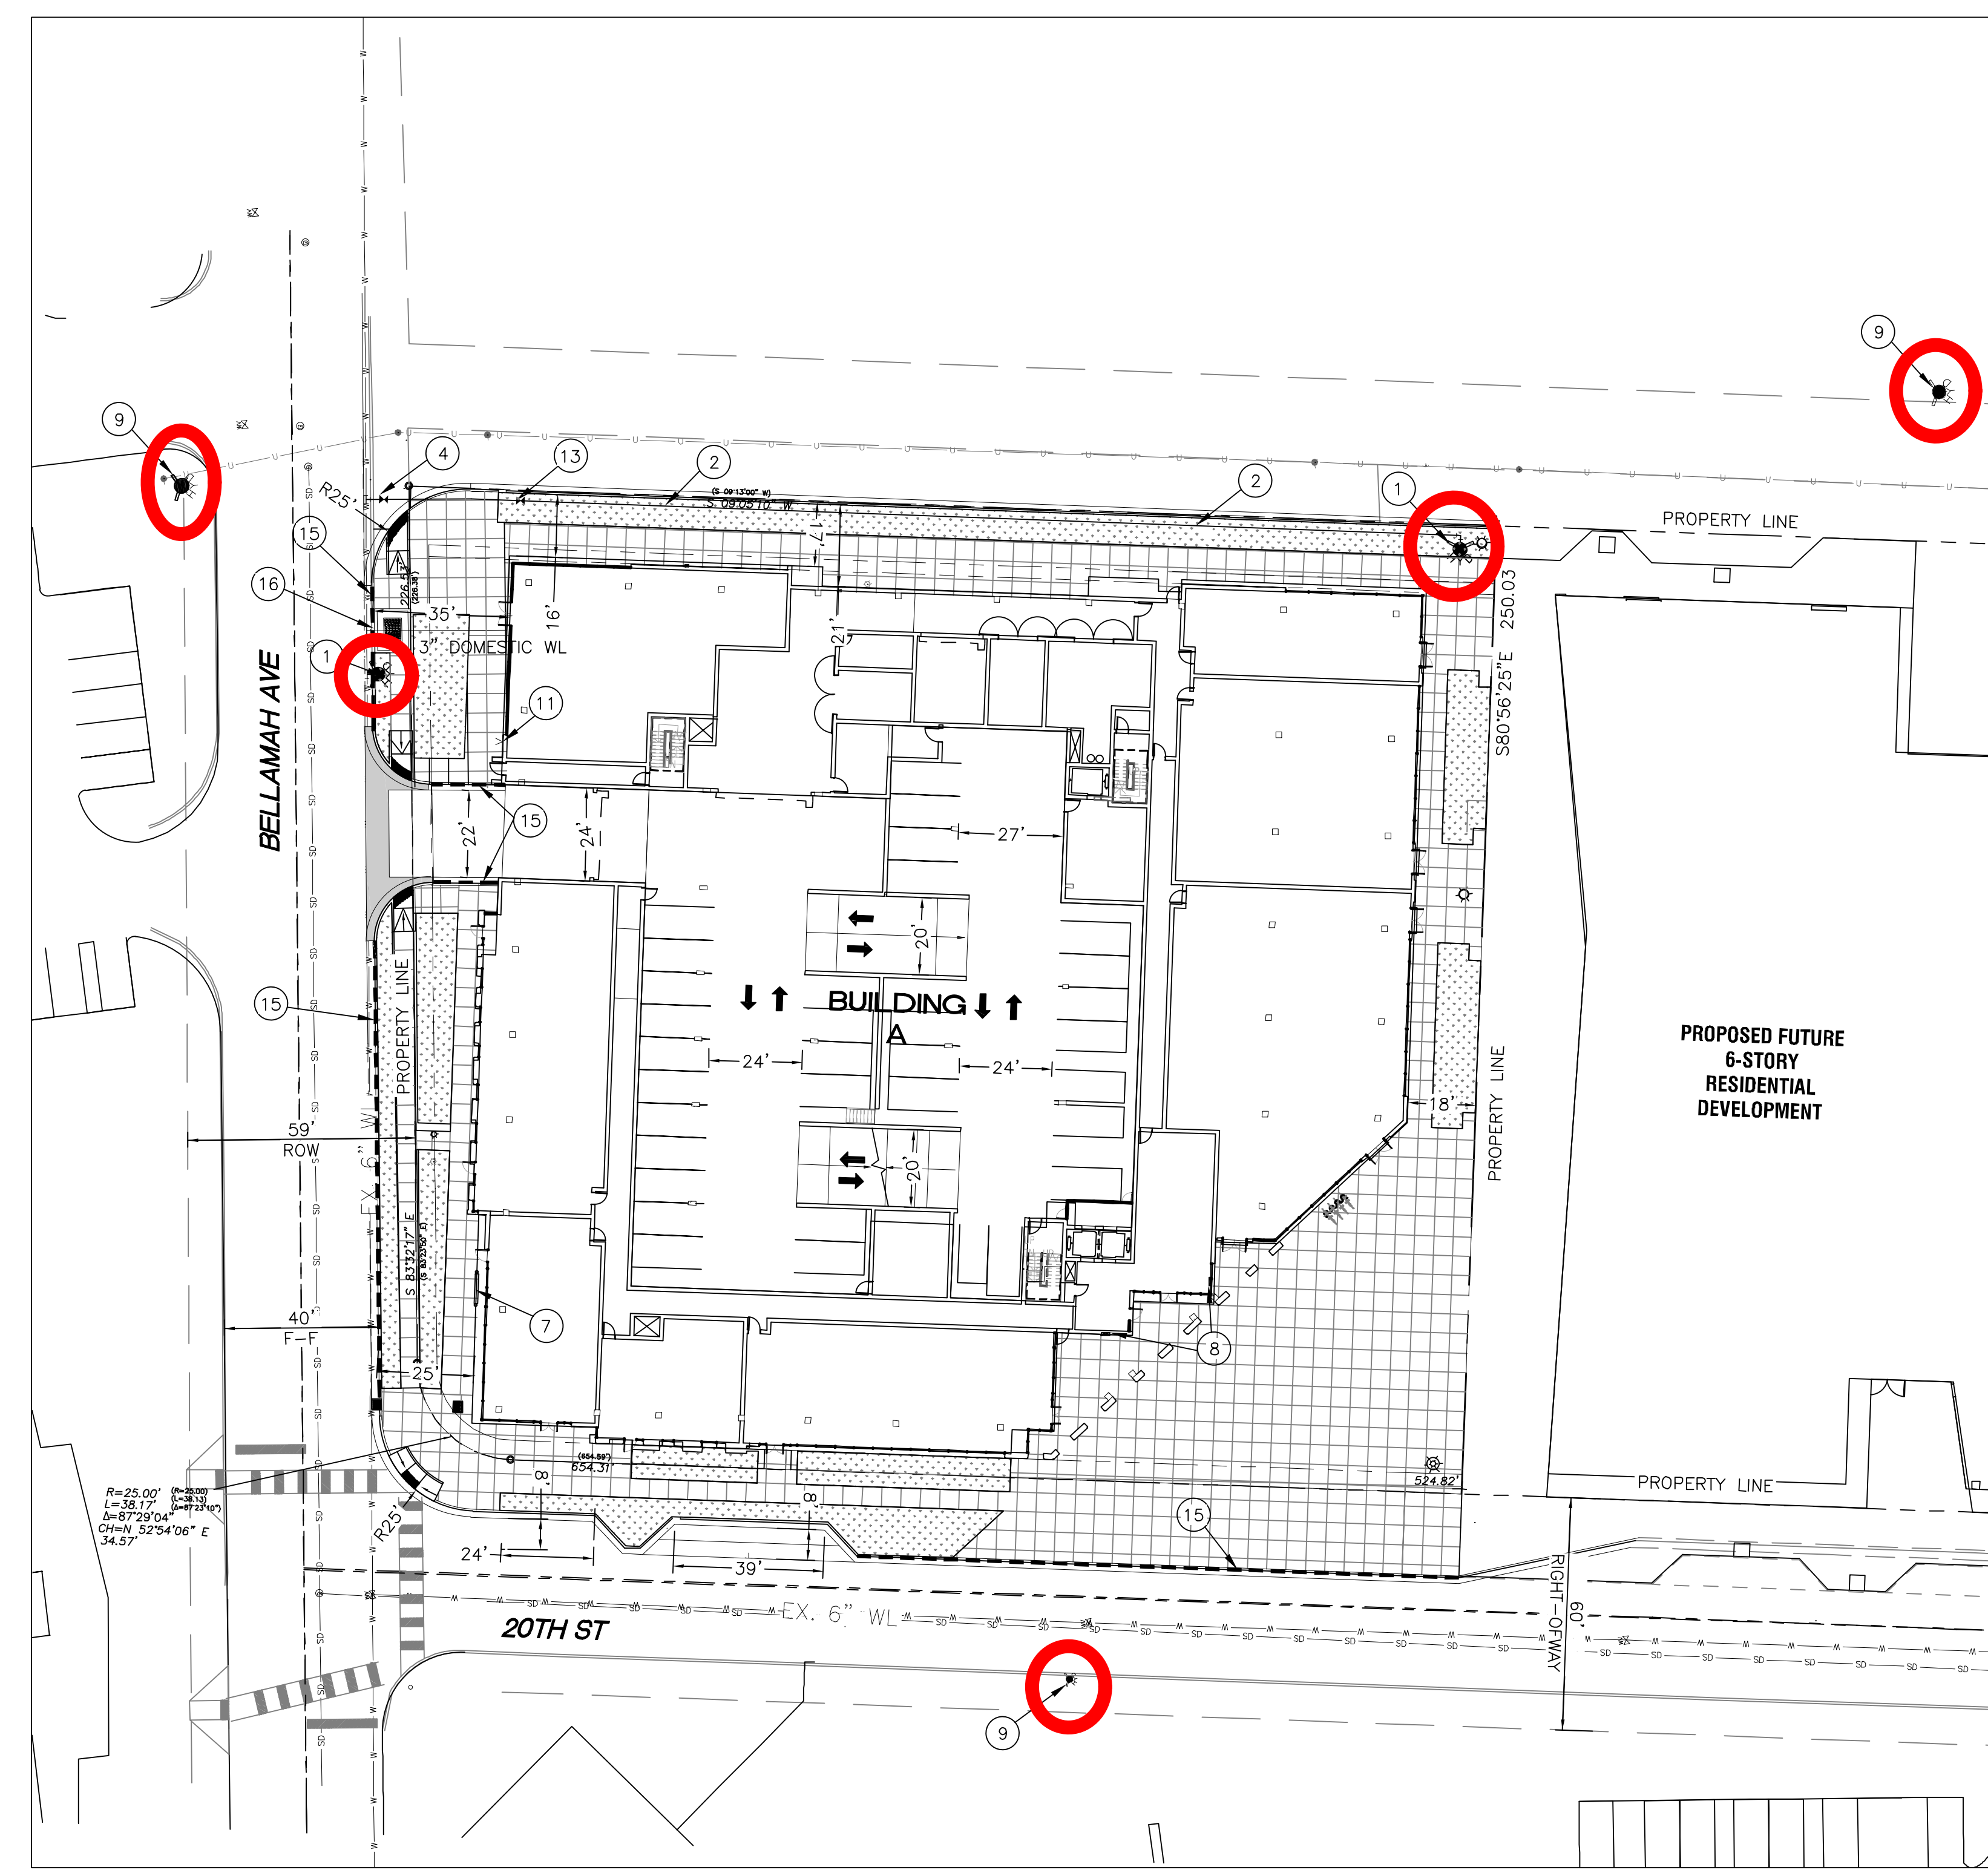 9
9
4
13
2
2
1
R25'
(S 09°13'00" W)
S 09°05'10" W
PROPERTY LINE
15
16
17'
16'
21'
35'
3" DOMESTIC WL
(226.38')
1
11
250.03
S80°56'25"E
BELLAMAH AVE
22'
24'
15
27'
20'
BUILDING
A
24'
24'
20'
18'
15
PROPERTY LINE
PROPERTY LINE
PROPOSED FUTURE
6-STORY
RESIDENTIAL
DEVELOPMENT
59'
ROW
EX. 6" WL
S 83°32'17" E
(S 83°23'50" E)
40'
F-F
25'
7
8
R=25.00' (R=25.00)
L=38.17' (L=38.13)
Δ=87°29'04" (Δ=87°23'10")
CH=N 52°54'06" E
34.57'
R25'
(654.59')
654.31'
8'
8'
24'
39'
524.82'
15
PROPERTY LINE
RIGHT-OFWAY
60'
20TH ST
EX. 6" WL
9
W
SD
U